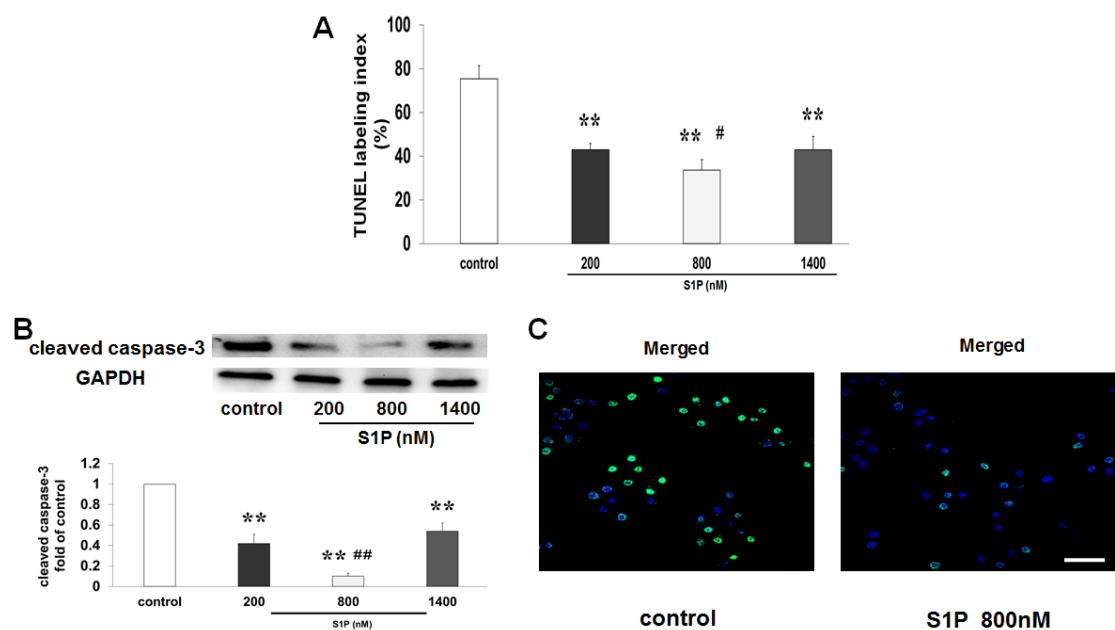 A
TUNEL labeling index
(%)
100
80
60
40
20
0
**
** #
**
control
200
800
1400
S1P (nM)
B
cleaved caspase-3
GAPDH
control 200 800 1400
S1P (nM)
cleaved caspase-3
fold of control
1.2
1
0.8
0.6
0.4
0.2
0
**
** ##
**
control
200
800
1400
S1P (nM)
C
Merged
Merged
control
S1P 800nM